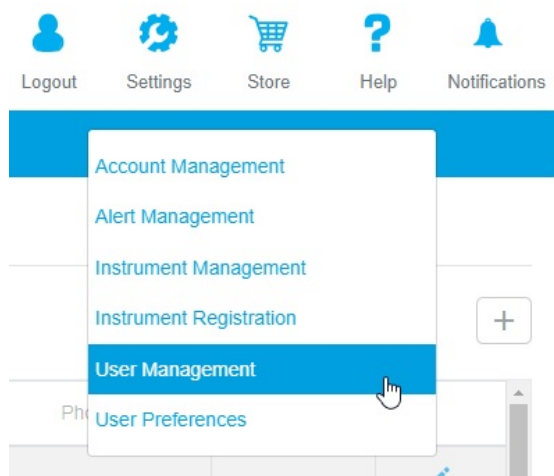 Logout Settings Store Help Notifications
Account Management
Alert Management
Instrument Management
Instrument Registration
User Management
User Preferences